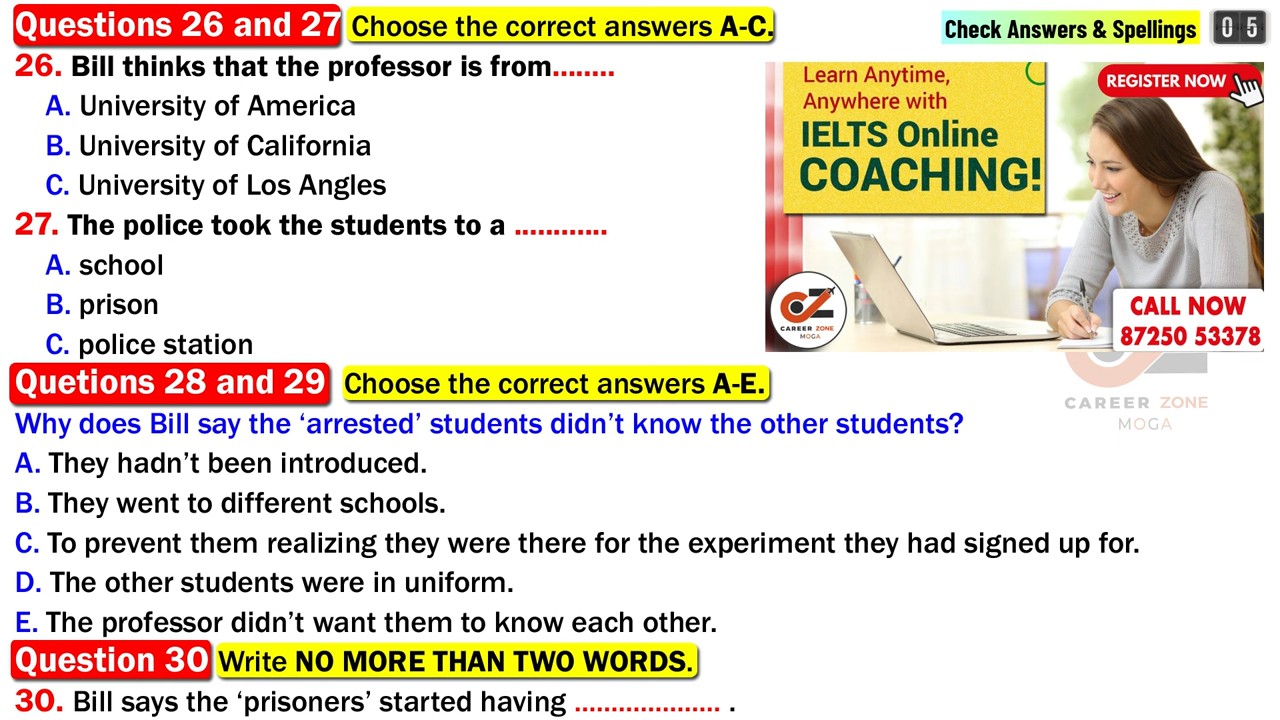 Questions 26 and 27 Choose the correct answers A-C.
Check Answers & Spellings 05
26. Bill thinks that the professor is from........
A. University of America
B. University of California
C. University of Los Angles
27. The police took the students to a ............
A. school
B. prison
C. police station
Learn Anytime,
Anywhere with
IELTS Online
COACHING!
REGISTER NOW
CAREER ZONE
MOGA
CALL NOW
87250 53378
CAREER ZONE
MOGA
Quetions 28 and 29 Choose the correct answers A-E.
Why does Bill say the ‘arrested’ students didn’t know the other students?
A. They hadn’t been introduced.
B. They went to different schools.
C. To prevent them realizing they were there for the experiment they had signed up for.
D. The other students were in uniform.
E. The professor didn’t want them to know each other.
Question 30 Write NO MORE THAN TWO WORDS.
30. Bill says the ‘prisoners’ started having .................... .